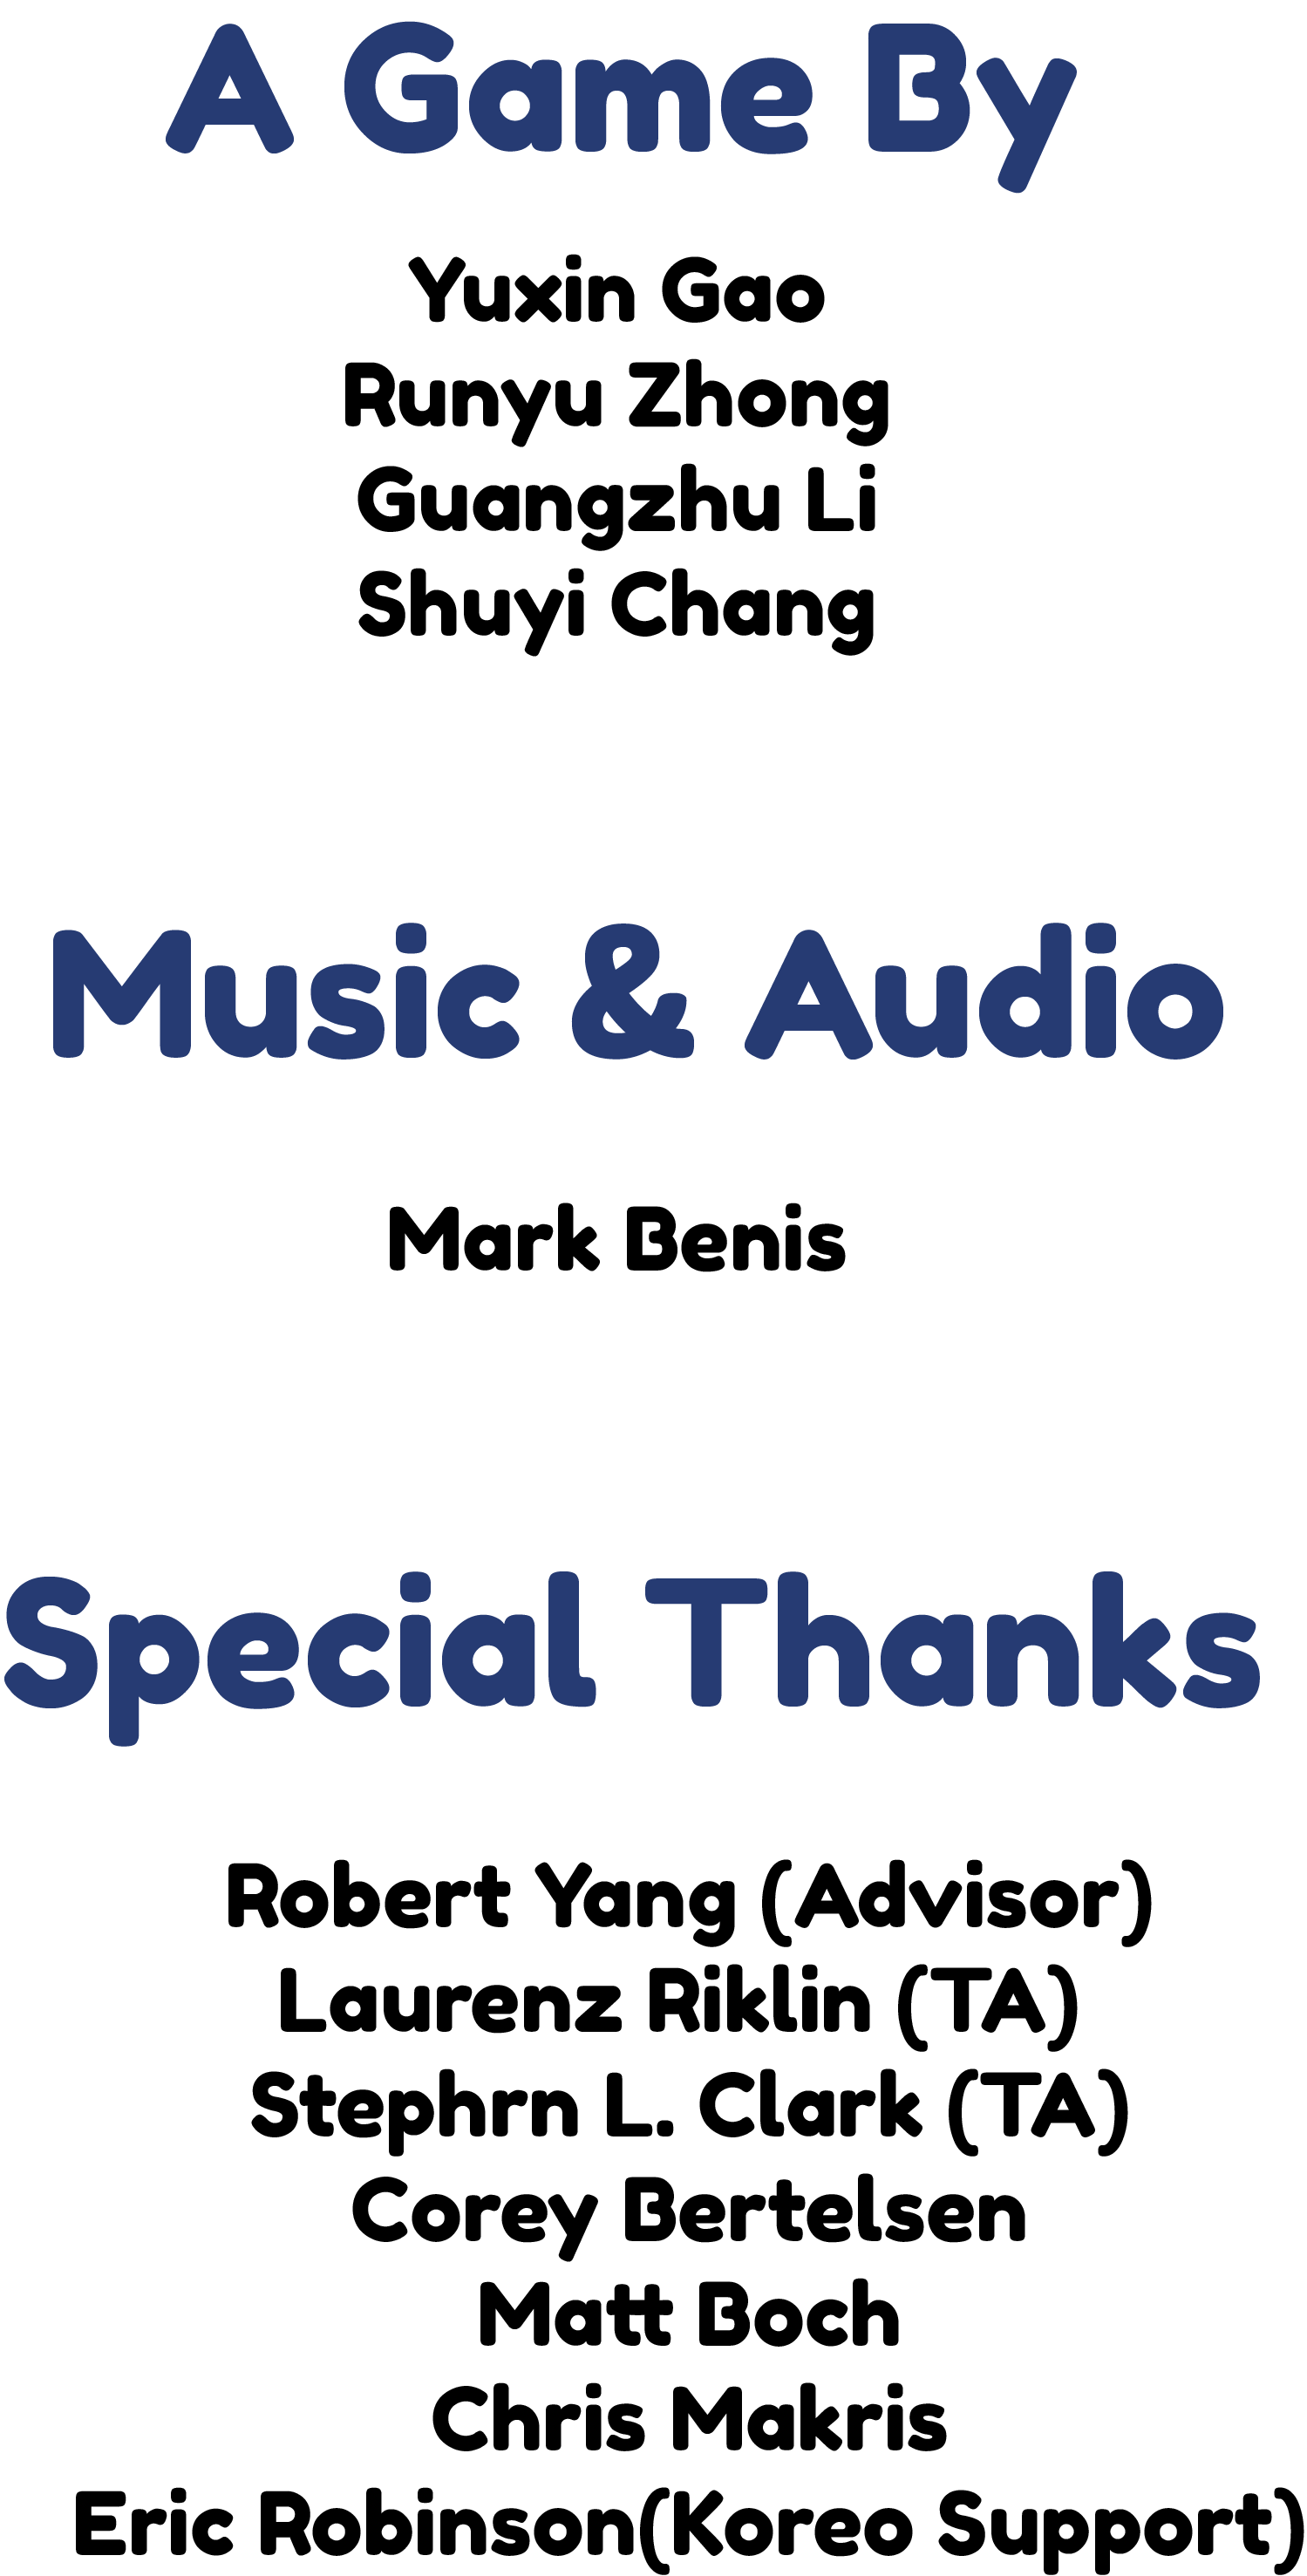 A Game By
Yuxin Gao
Runyu Zhong
Guangzhu Li
Shuyi Chang
Music & Audio
Mark Benis
Special Thanks
Robert Yang (Advisor)
Laurenz Riklin (TA)
Stephrn L. Clark (TA)
Corey Bertelsen
Matt Boch
Chris Makris
Eric Robinson(Koreo Support)